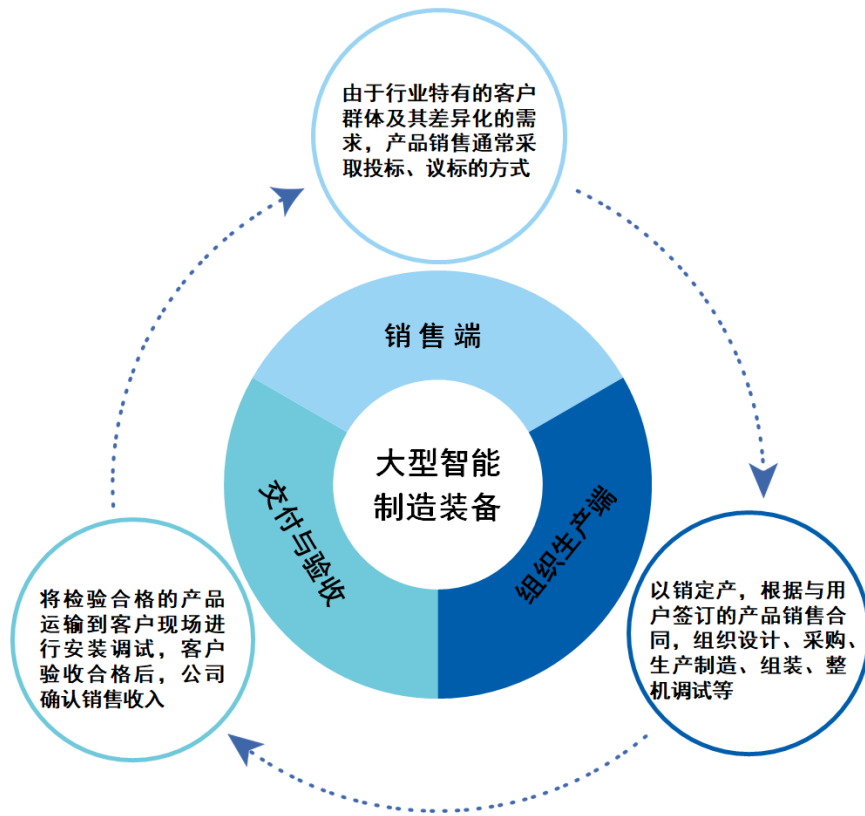 由于行业特有的客户
群体及其差异化的需
求，产品销售通常采
取投标、议标的方式
销售端
大型智能
制造装备
交付与验收
组织生产端
将检验合格的产品
运输到客户现场进
行安装调试，客户
验收合格后，公司
确认销售收入
以销定产，根据与用
户签订的产品销售合
同，组织设计、采购、
生产制造、组装、整
机调试等